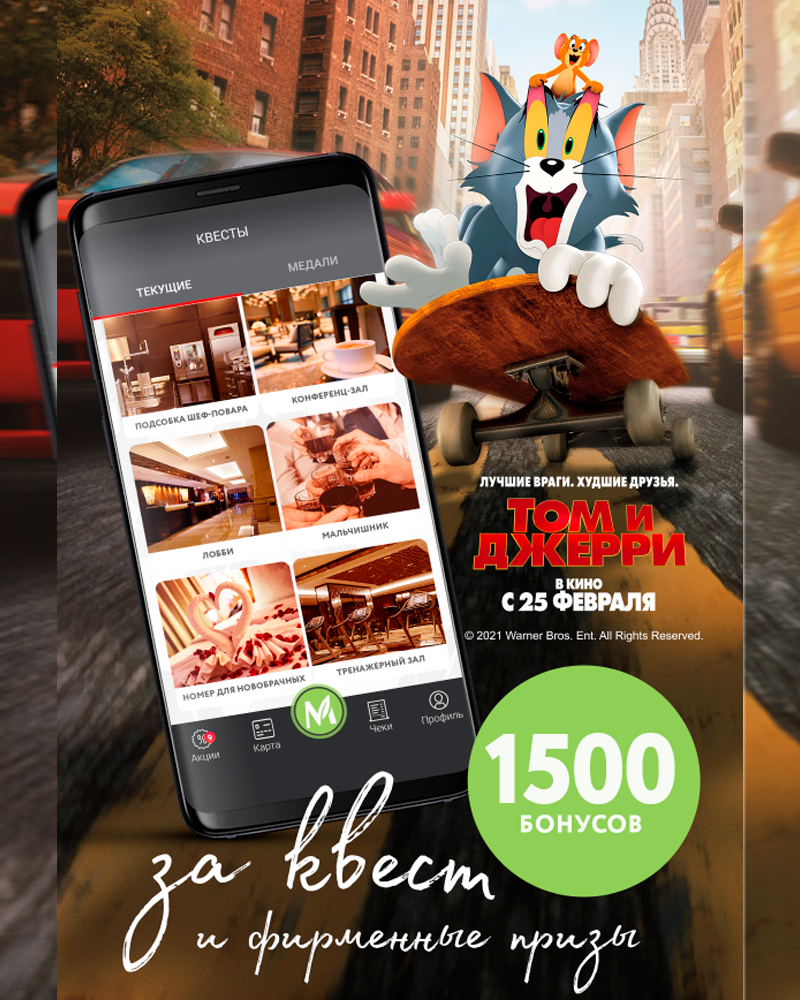 КВЕСТЫ
ТЕКУЩИЕ
МЕДАЛИ
ПОДСОБКА ШЕФ-ПОВАРА
КОНФЕРЕНЦ-ЗАЛ
ЛОББИ
МАЛЬЧИШНИК
НОМЕР ДЛЯ НОВОБРАЧНЫХ
ТРЕНАЖЕРНЫЙ ЗАЛ
9
Акции
Карта
М
Чеки
Профиль
ЛУЧШИЕ ВРАГИ. ХУДШИЕ ДРУЗЬЯ.
ТОМ И
ДЖЕРРИ
В КИНО
С 25 ФЕВРАЛЯ
© 2021 Warner Bros. Ent. All Rights Reserved.
1500
БОНУСОВ
за квест
и фирменные призы